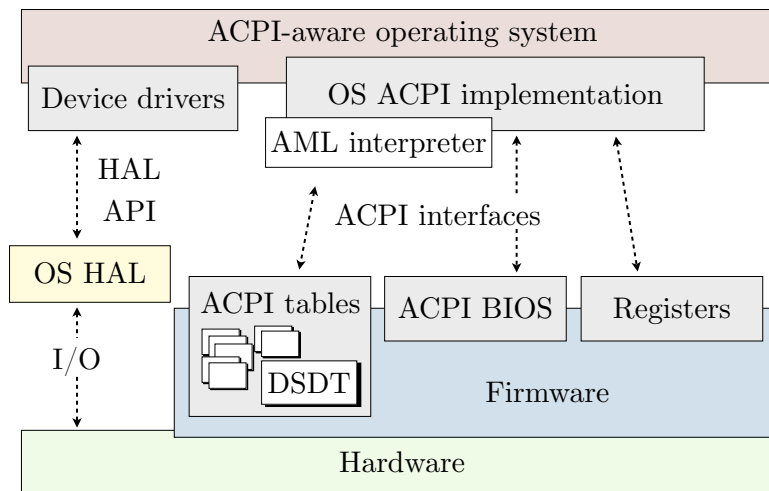 ACPI-aware operating system
Device drivers
OS ACPI implementation
AML interpreter
HAL
API
ACPI interfaces
OS HAL
ACPI tables
ACPI BIOS
Registers
I/O
DSDT
Firmware
Hardware